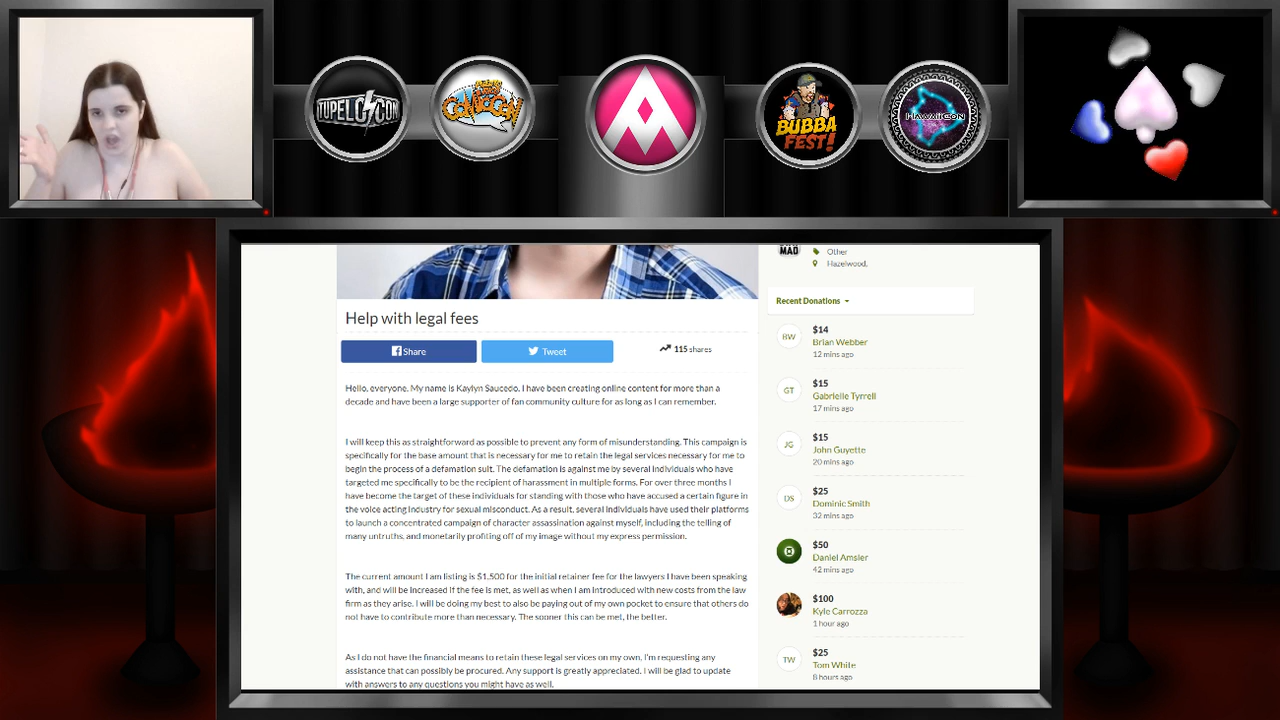 TUPELO CON
COMICCON
BUBBA
FEST!
HAWAIICON
MAD
Other
Hazelwood,
Recent Donations
Help with legal fees
Share
Tweet
115 shares
BW
$14
Brian Webber
12 mins ago
GT
$15
Gabrielle Tyrrell
17 mins ago
JG
$15
John Guyette
20 mins ago
DS
$25
Dominic Smith
32 mins ago
$50
Daniel Amsler
42 mins ago
$100
Kyle Carrozza
1 hour ago
TW
$25
Tom White
8 hours ago
Hello, everyone. My name is Kaylyn Saucedo. I have been creating online content for more than a
decade and have been a large supporter of fan community culture for as long as I can remember.
I will keep this as straightforward as possible to prevent any form of misunderstanding. This campaign is
specifically for the base amount that is necessary for me to retain the legal services necessary for me to
begin the process of a defamation suit. The defamation is against me by several individuals who have
targeted me specifically to be the recipient of harassment in multiple forms. For over three months I
have become the target of these individuals for standing with those who have accused a certain figure in
the voice acting industry for sexual misconduct. As a result, several individuals have used their platforms
to launch a concentrated campaign of character assassination against myself, including the telling of
many untruths, and monetarily profiting off of my image without my express permission.
The current amount I am listing is $1,500 for the initial retainer fee for the lawyers I have been speaking
with, and will be increased if the fee is met, as well as when I am introduced with new costs from the law
firm as they arise. I will be doing my best to also be paying out of my own pocket to ensure that others do
not have to contribute more than necessary. The sooner this can be met, the better.
As I do not have the financial means to retain these legal services on my own, I'm requesting any
assistance that can possibly be procured. Any support is greatly appreciated. I will be glad to update
with answers to any questions you might have as well.